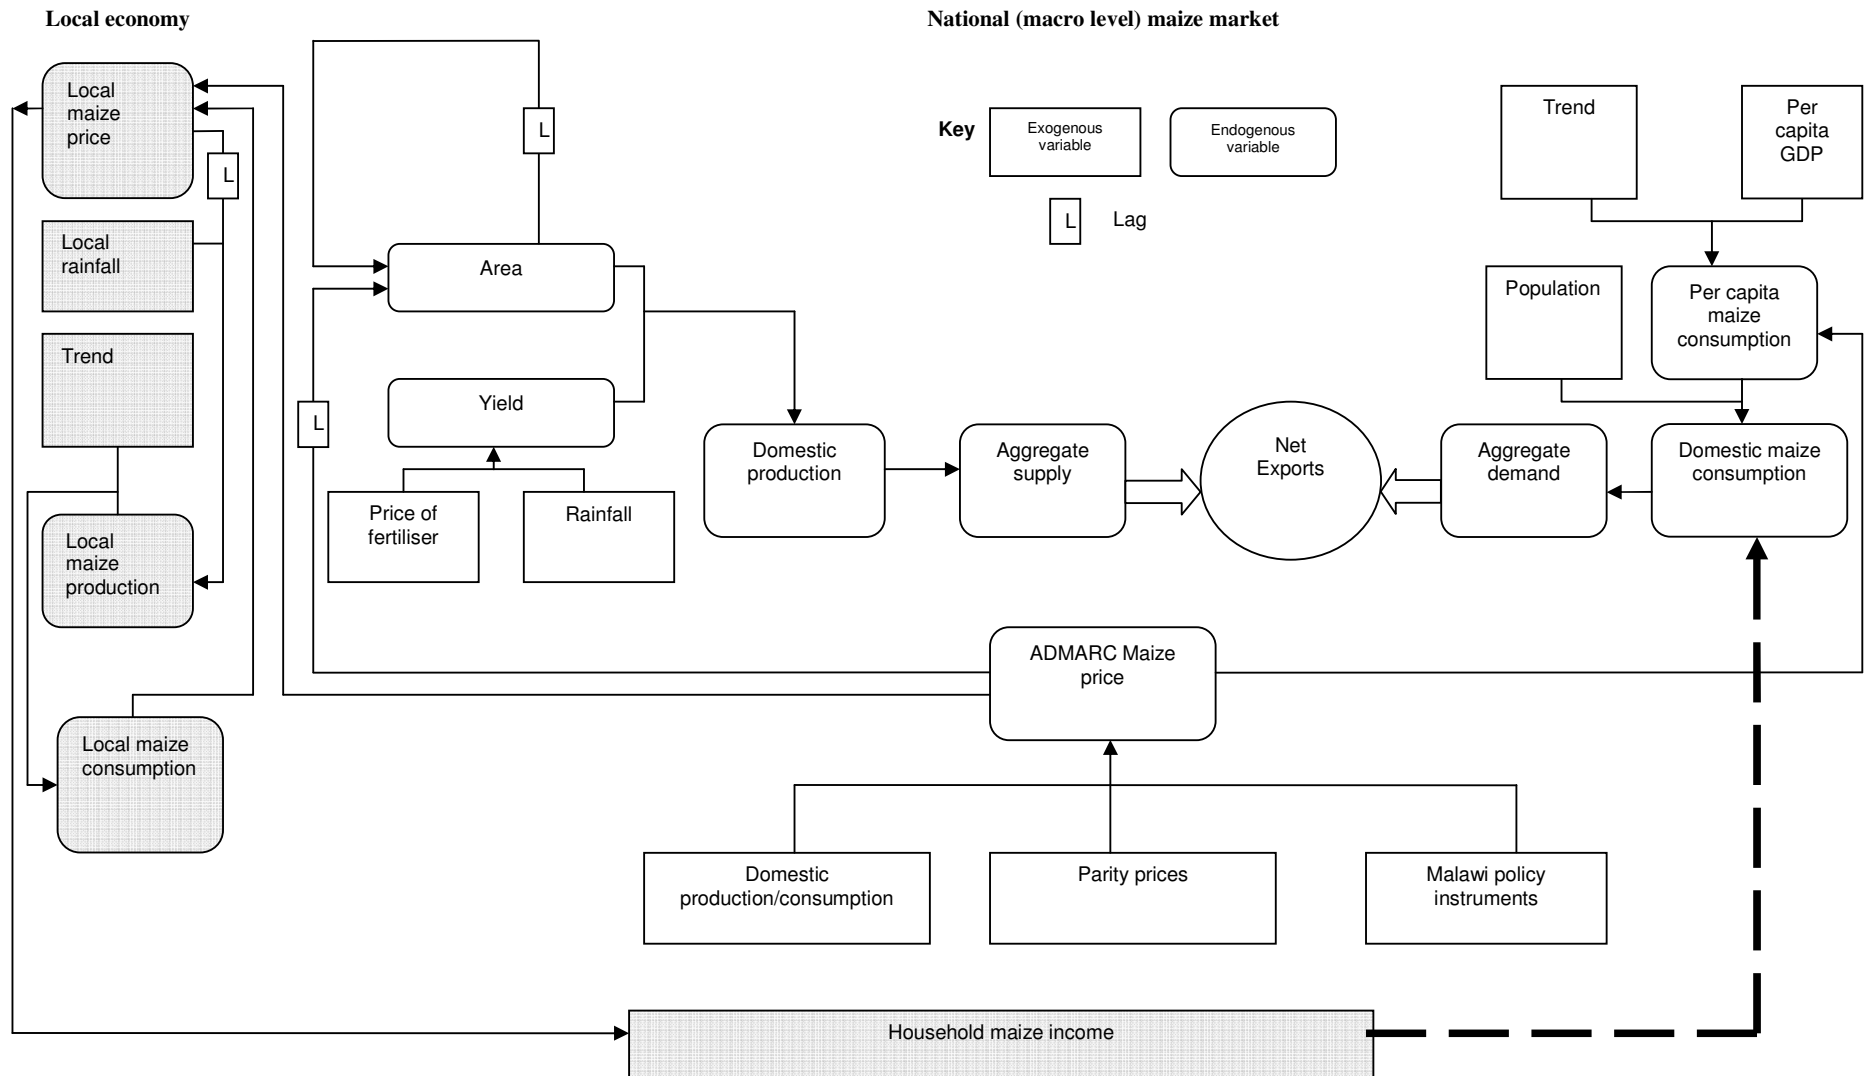 Local economy
National (macro level) maize market
Local
maize
price
L
Local
rainfall
Trend
Local
maize
production
Local maize
consumption
L
Area
L
Yield
Price of
fertiliser
Rainfall
Key
Exogenous
variable
Endogenous
variable
L
Lag
Trend
Per
capita
GDP
Population
Per capita
maize
consumption
Domestic
production
Aggregate
supply
Net
Exports
Aggregate
demand
Domestic maize
consumption
ADMARC Maize
price
Domestic
production/consumption
Parity prices
Malawi policy
instruments
Household maize income